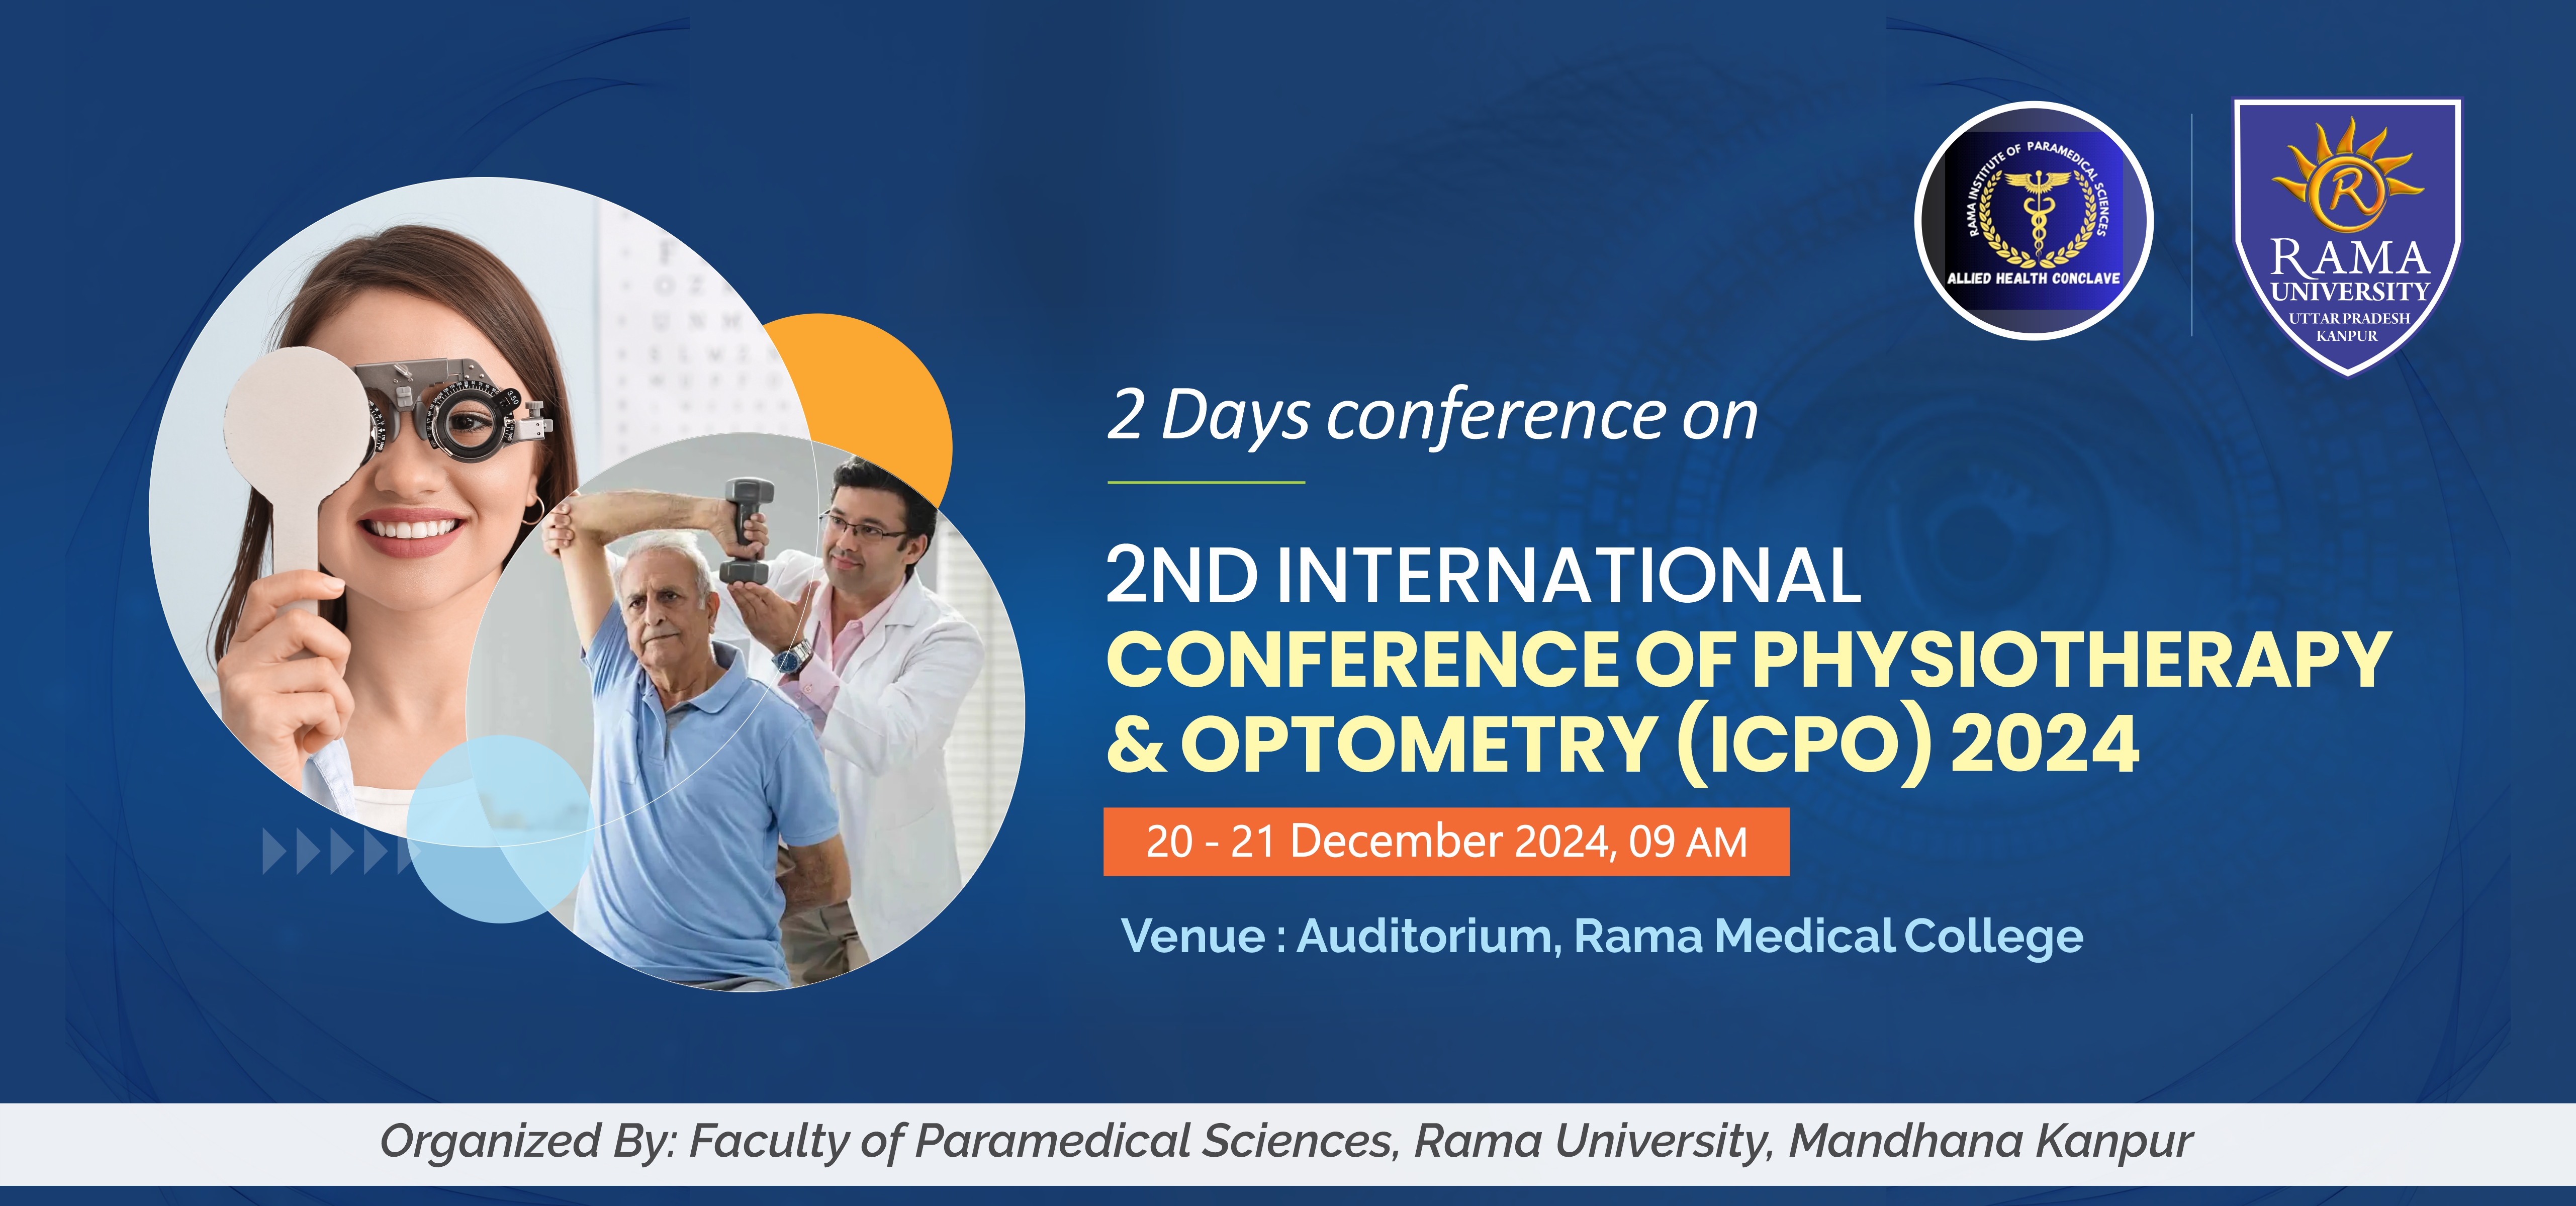 RAMA INSTITUTE OF PARAMEDICAL SCIENCES
ALLIED HEALTH CONCLAVE
R
RAMA
UNIVERSITY
UTTAR PRADESH
KANPUR
2 Days conference on
2ND INTERNATIONAL
CONFERENCE OF PHYSIOTHERAPY
& OPTOMETRY (ICPO) 2024
20 - 21 December 2024, 09 AM
Venue : Auditorium, Rama Medical College
Organized By: Faculty of Paramedical Sciences, Rama University, Mandhana Kanpur